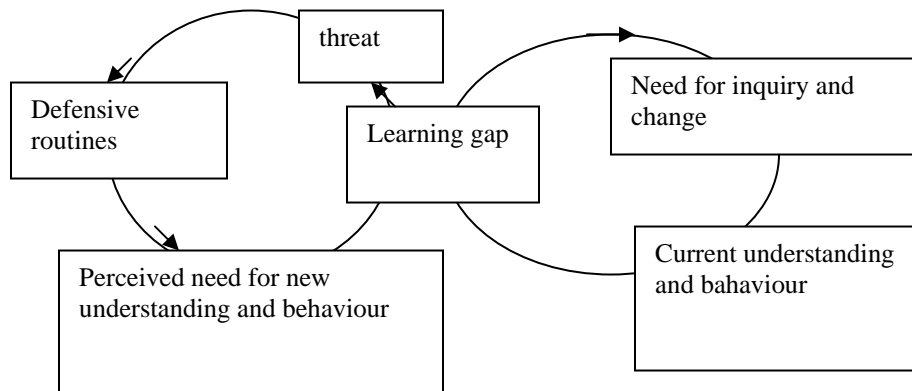 threat
Defensive
routines
Learning gap
Need for inquiry and
change
Perceived need for new
understanding and behaviour
Current understanding
and bahaviour